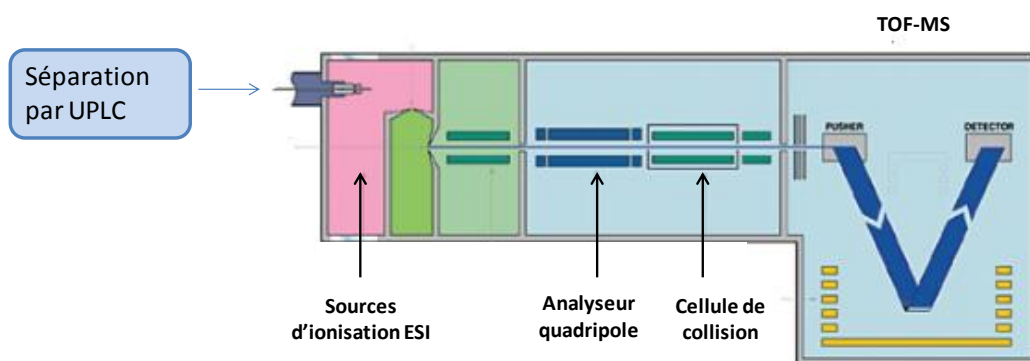 TOF-MS
Séparation
par UPLC
PUSHER
DETECTOR
Sources
d'ionisation ESI
Analyseur
quadripole
Cellule de
collision